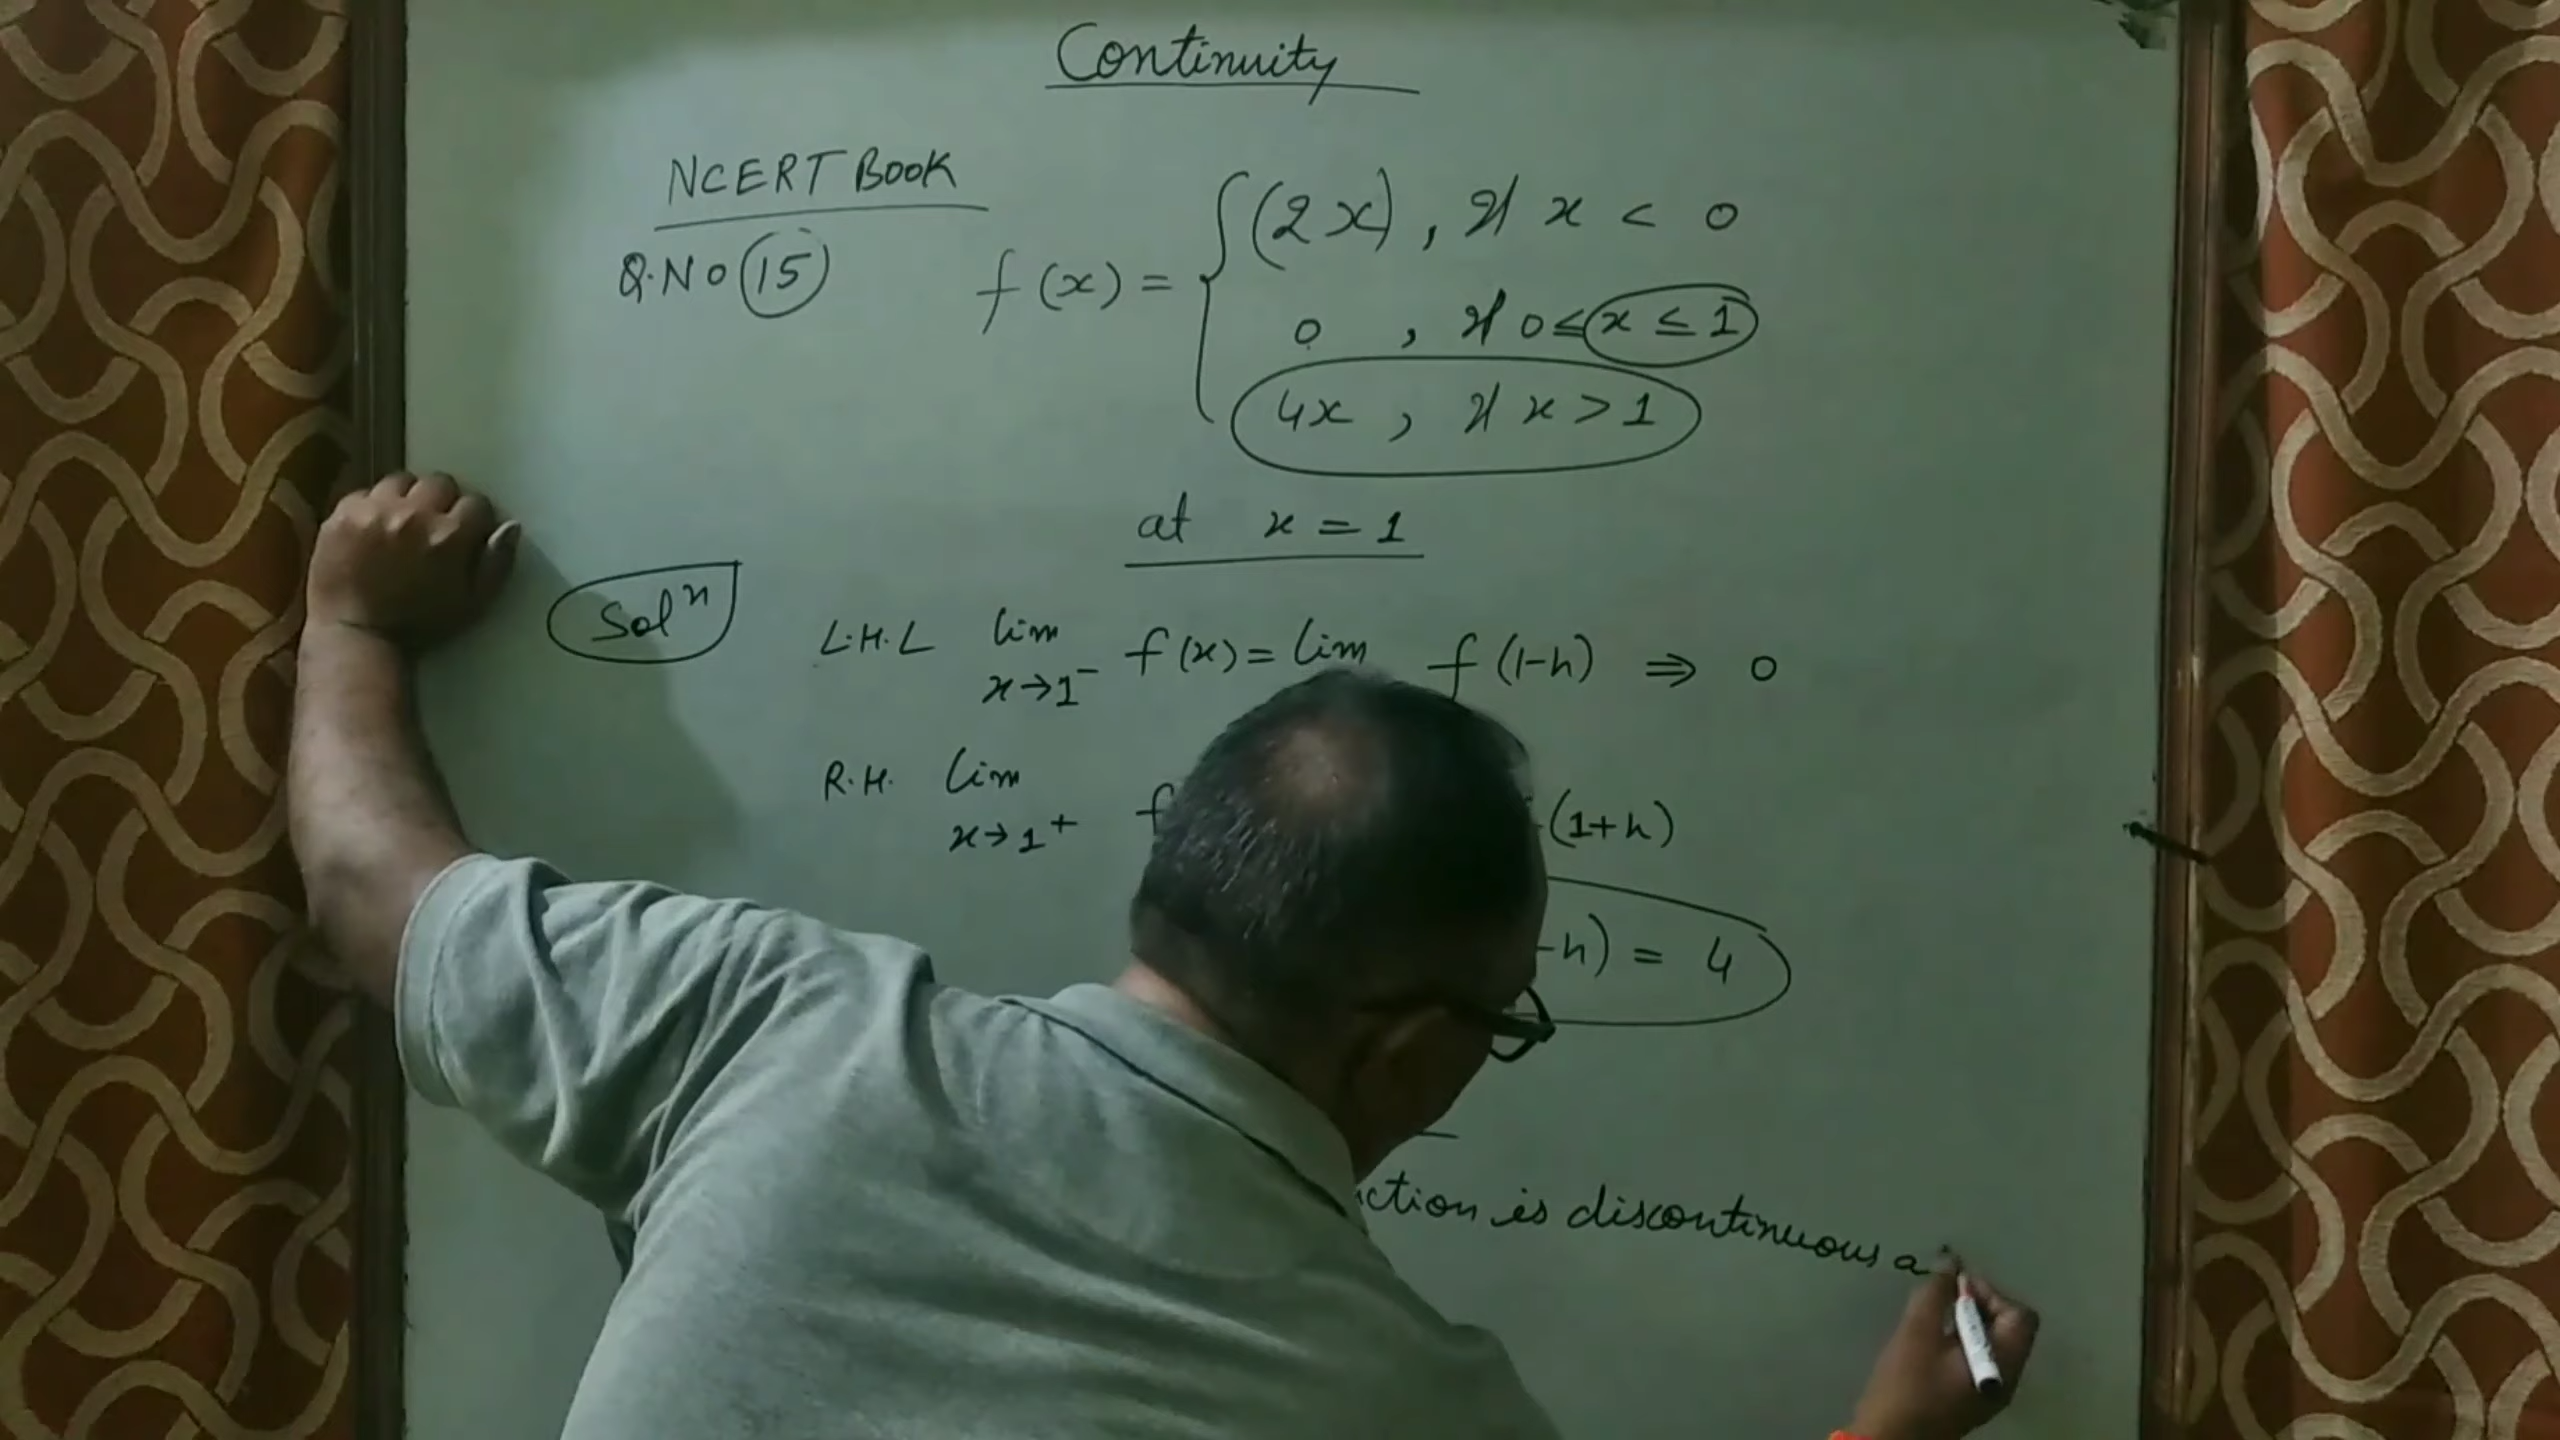 Continuity
NCERT BOOK
Q.NO 15
f(x) = { (2x), if x < 0
0 , if 0 ≤ x ≤ 1
4x , if x > 1
at x = 1
Solⁿ
L.H.L lim x→1⁻ f(x) = lim f(1-h) ⇒ 0
R.H. lim x→1⁺ f (1+h)
-h) = 4
ction is discontinuous a